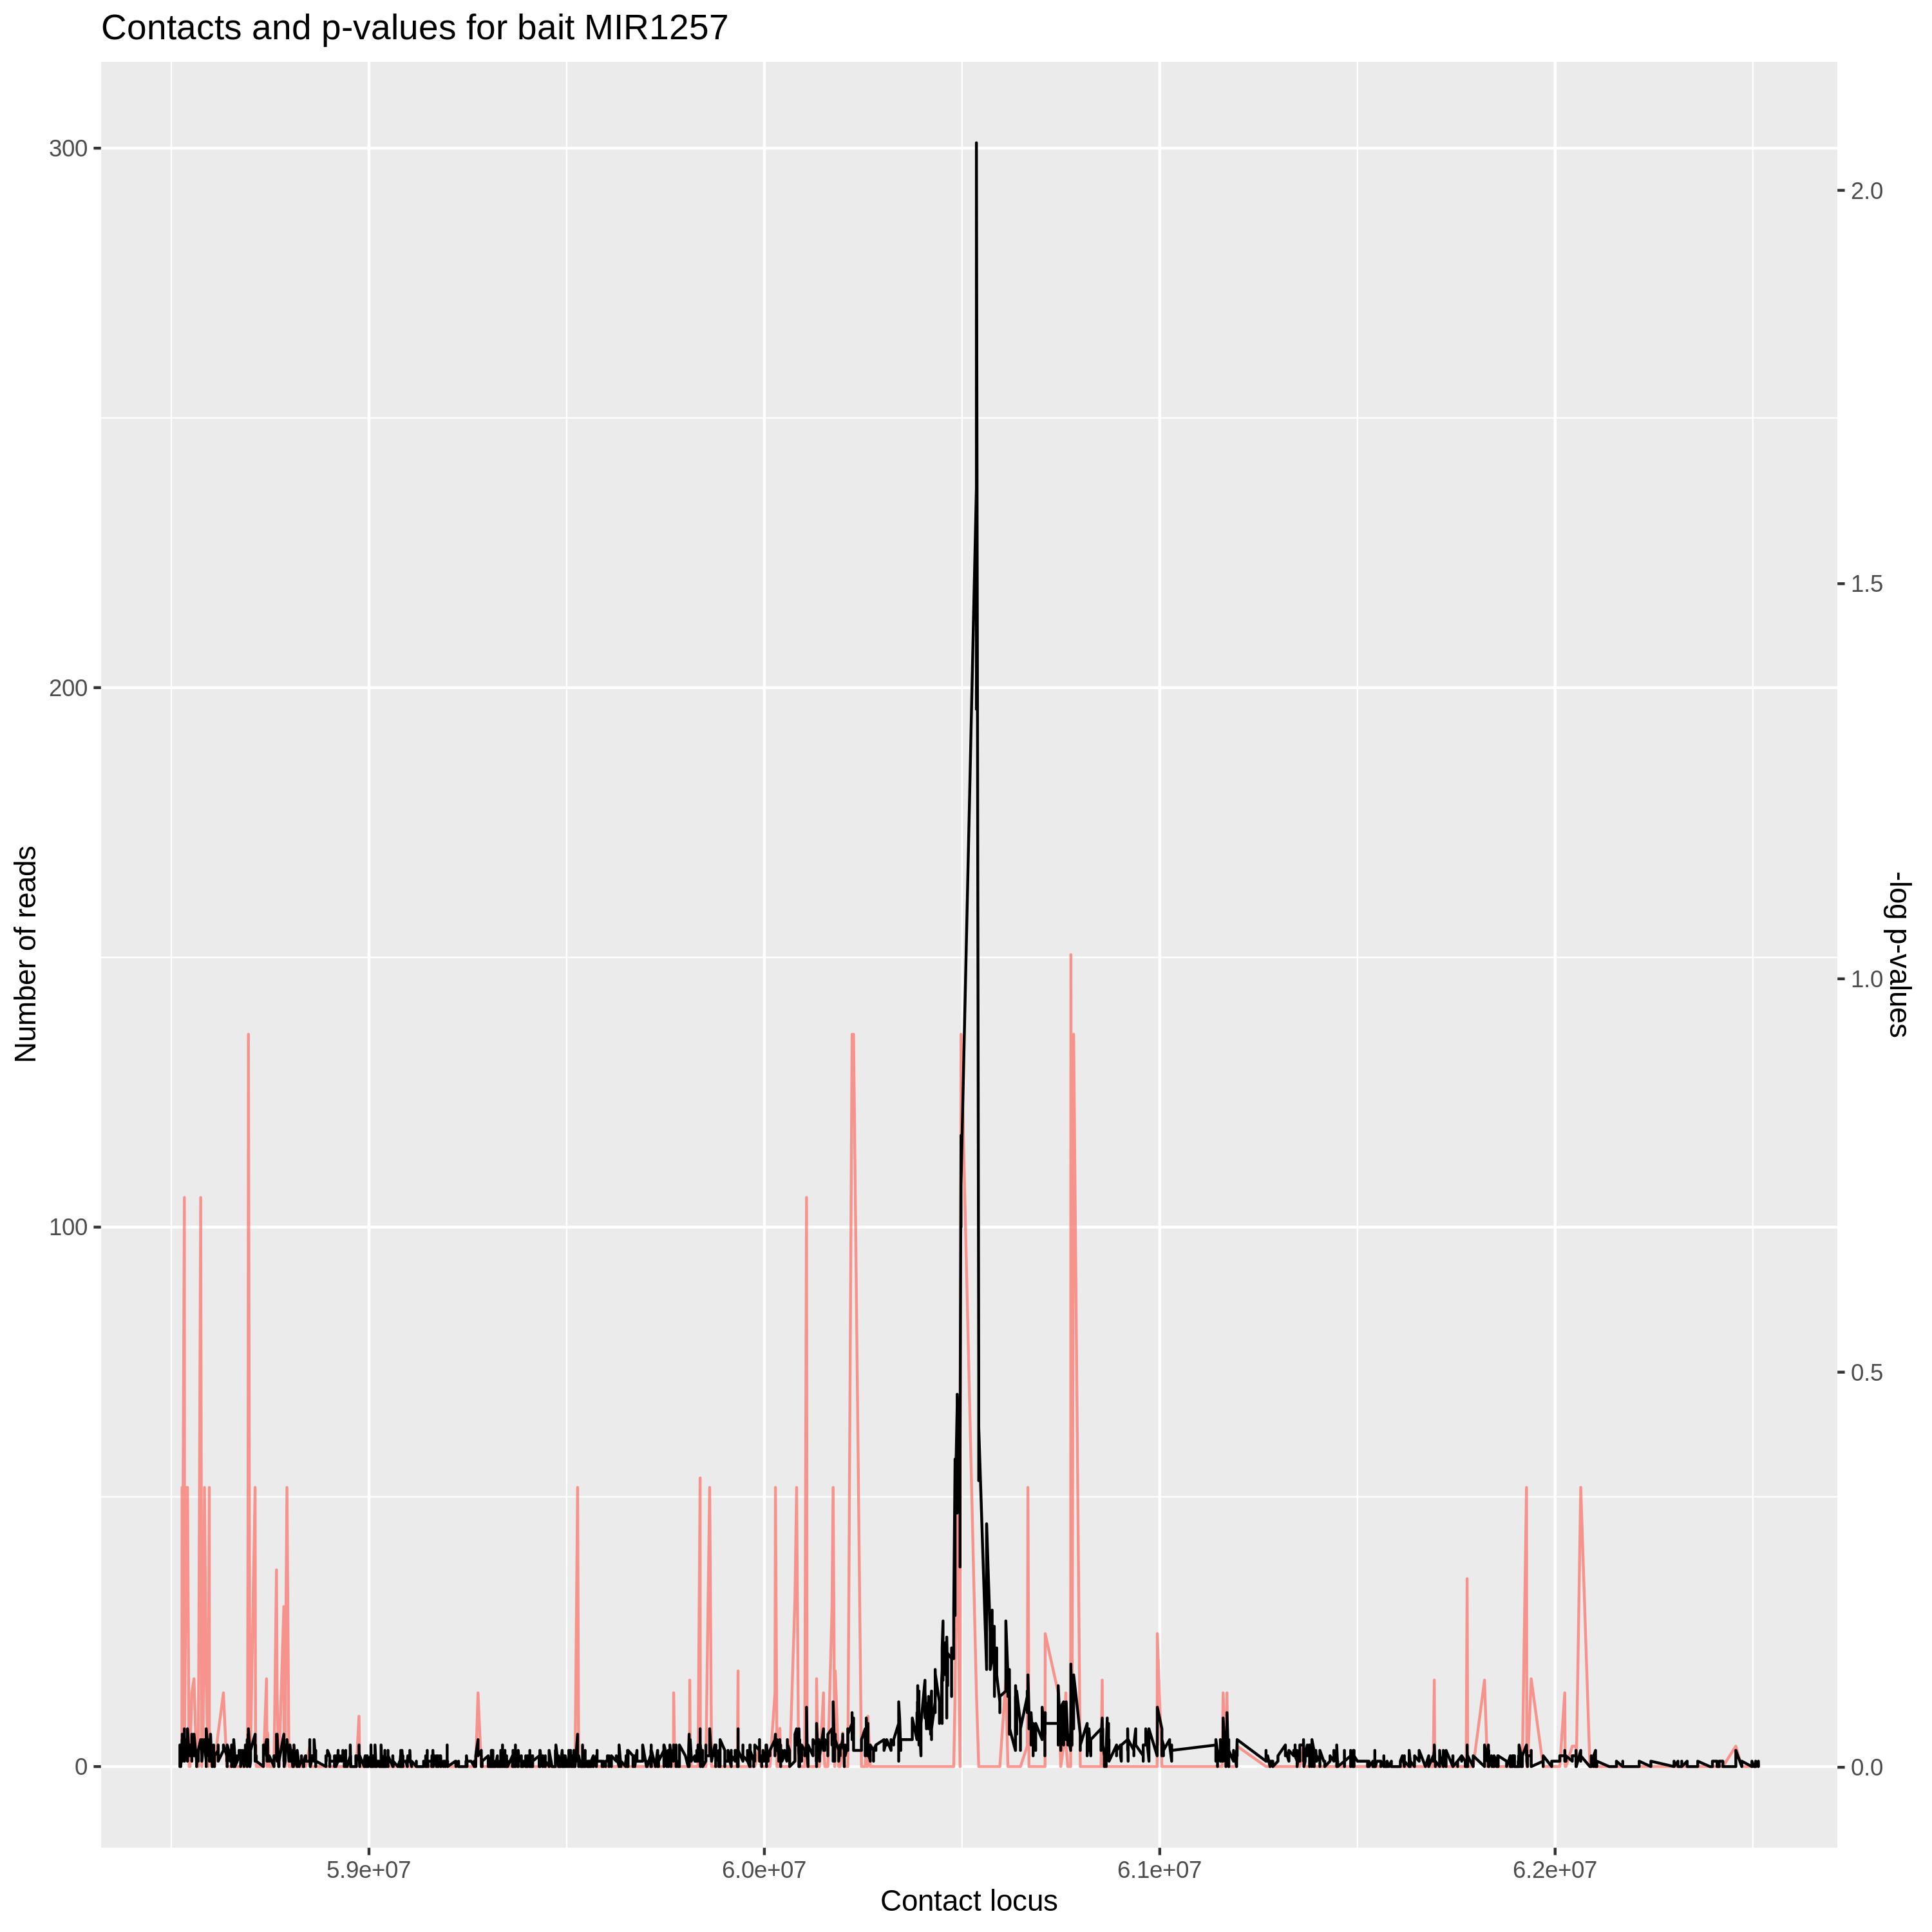 Contacts and p-values for bait MIR1257
300
200
100
0
Number of reads
2.0
1.5
1.0
0.5
0.0
-log p-values
5.9e+07
6.0e+07
6.1e+07
6.2e+07
Contact locus